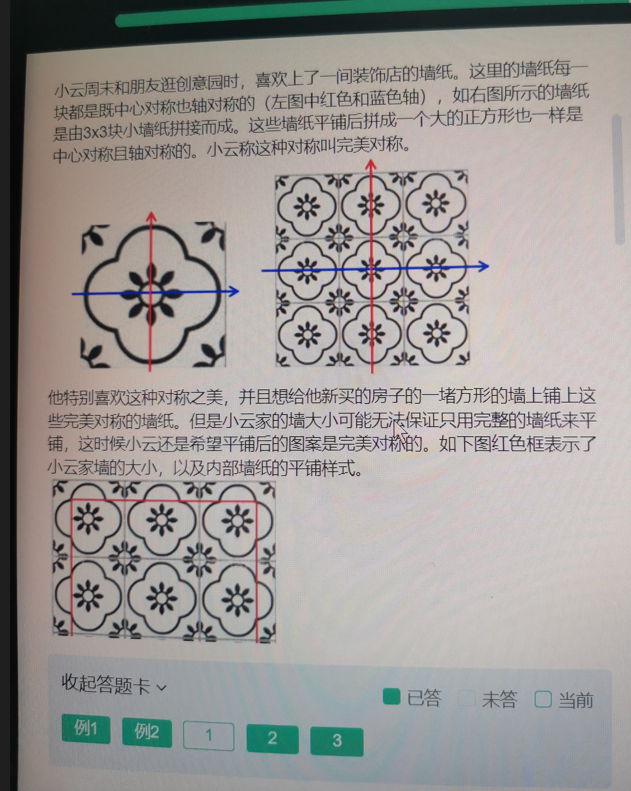 小云周末和朋友逛创意园时，喜欢上了一间装饰店的墙纸。这里的墙纸每一
块都是既中心对称也轴对称的（左图中红色和蓝色轴），如右图所示的墙纸
是由3x3块小墙纸拼接而成。这些墙纸平铺后拼成一个大的正方形也一样是
中心对称且轴对称的。小云称这种对称叫完美对称。
他特别喜欢这种对称之美，并且想给他新买的房子的一堵方形的墙上铺上这
些完美对称的墙纸。但是小云家的墙大小可能无法保证只用完整的墙纸来平
铺，这时候小云还是希望平铺后的图案是完美对称的。如下图红色框表示了
小云家墙的大小，以及内部墙纸的平铺样式。
收起答题卡
已答 未答 当前
例1 例2 1 2 3